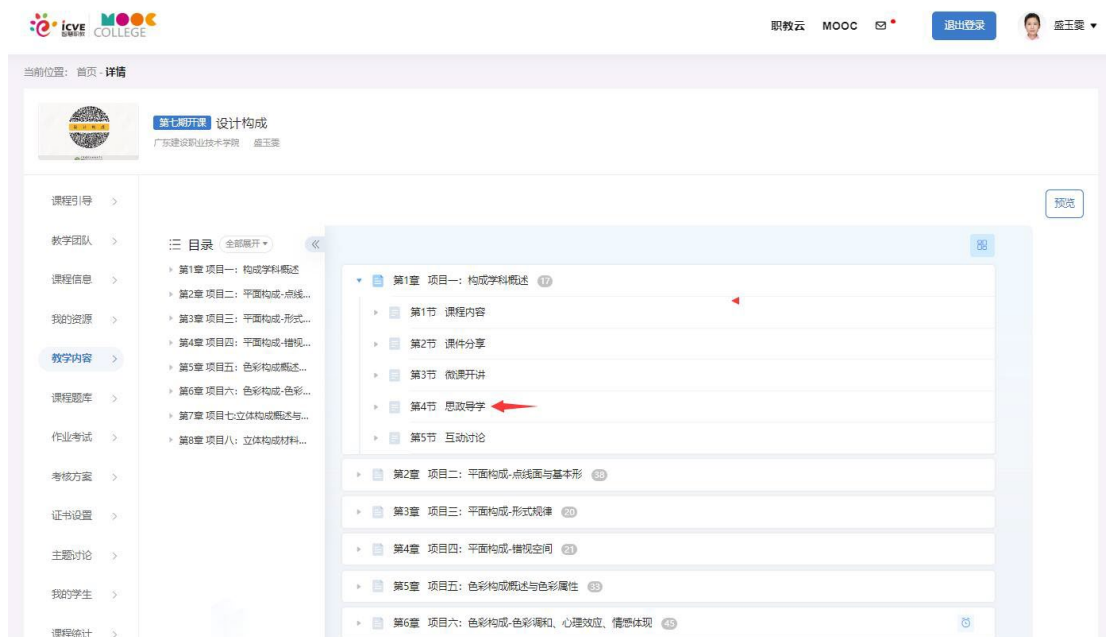 icve 智慧职教 MOOC COLLEGE
职教云 MOOC 退出登录 盛玉雯
当前位置: 首页 - 详情
第七期开课 设计构成
广东建设职业技术学院 盛玉雯
设计构成
预览
课程引导
教学团队
课程信息
我的资源
教学内容
课程题库
作业考试
考核方案
证书设置
主题讨论
我的学生
课程统计
目录 全部展开
第1章 项目一：构成学科概述
第2章 项目二：平面构成-点线...
第3章 项目三：平面构成-形式...
第4章 项目四：平面构成-错视...
第5章 项目五：色彩构成概述...
第6章 项目六：色彩构成-色彩...
第7章 项目七:立体构成概述与...
第8章 项目八：立体构成材料...
第1章 项目一：构成学科概述 17
第1节 课程内容
第2节 课件分享
第3节 微课开讲
第4节 思政导学
第5节 互动讨论
第2章 项目二：平面构成-点线面与基本形 38
第3章 项目三：平面构成-形式规律 20
第4章 项目四：平面构成-错视空间 21
第5章 项目五：色彩构成概述与色彩属性 33
第6章 项目六：色彩构成-色彩调和、心理效应、情感体现 45